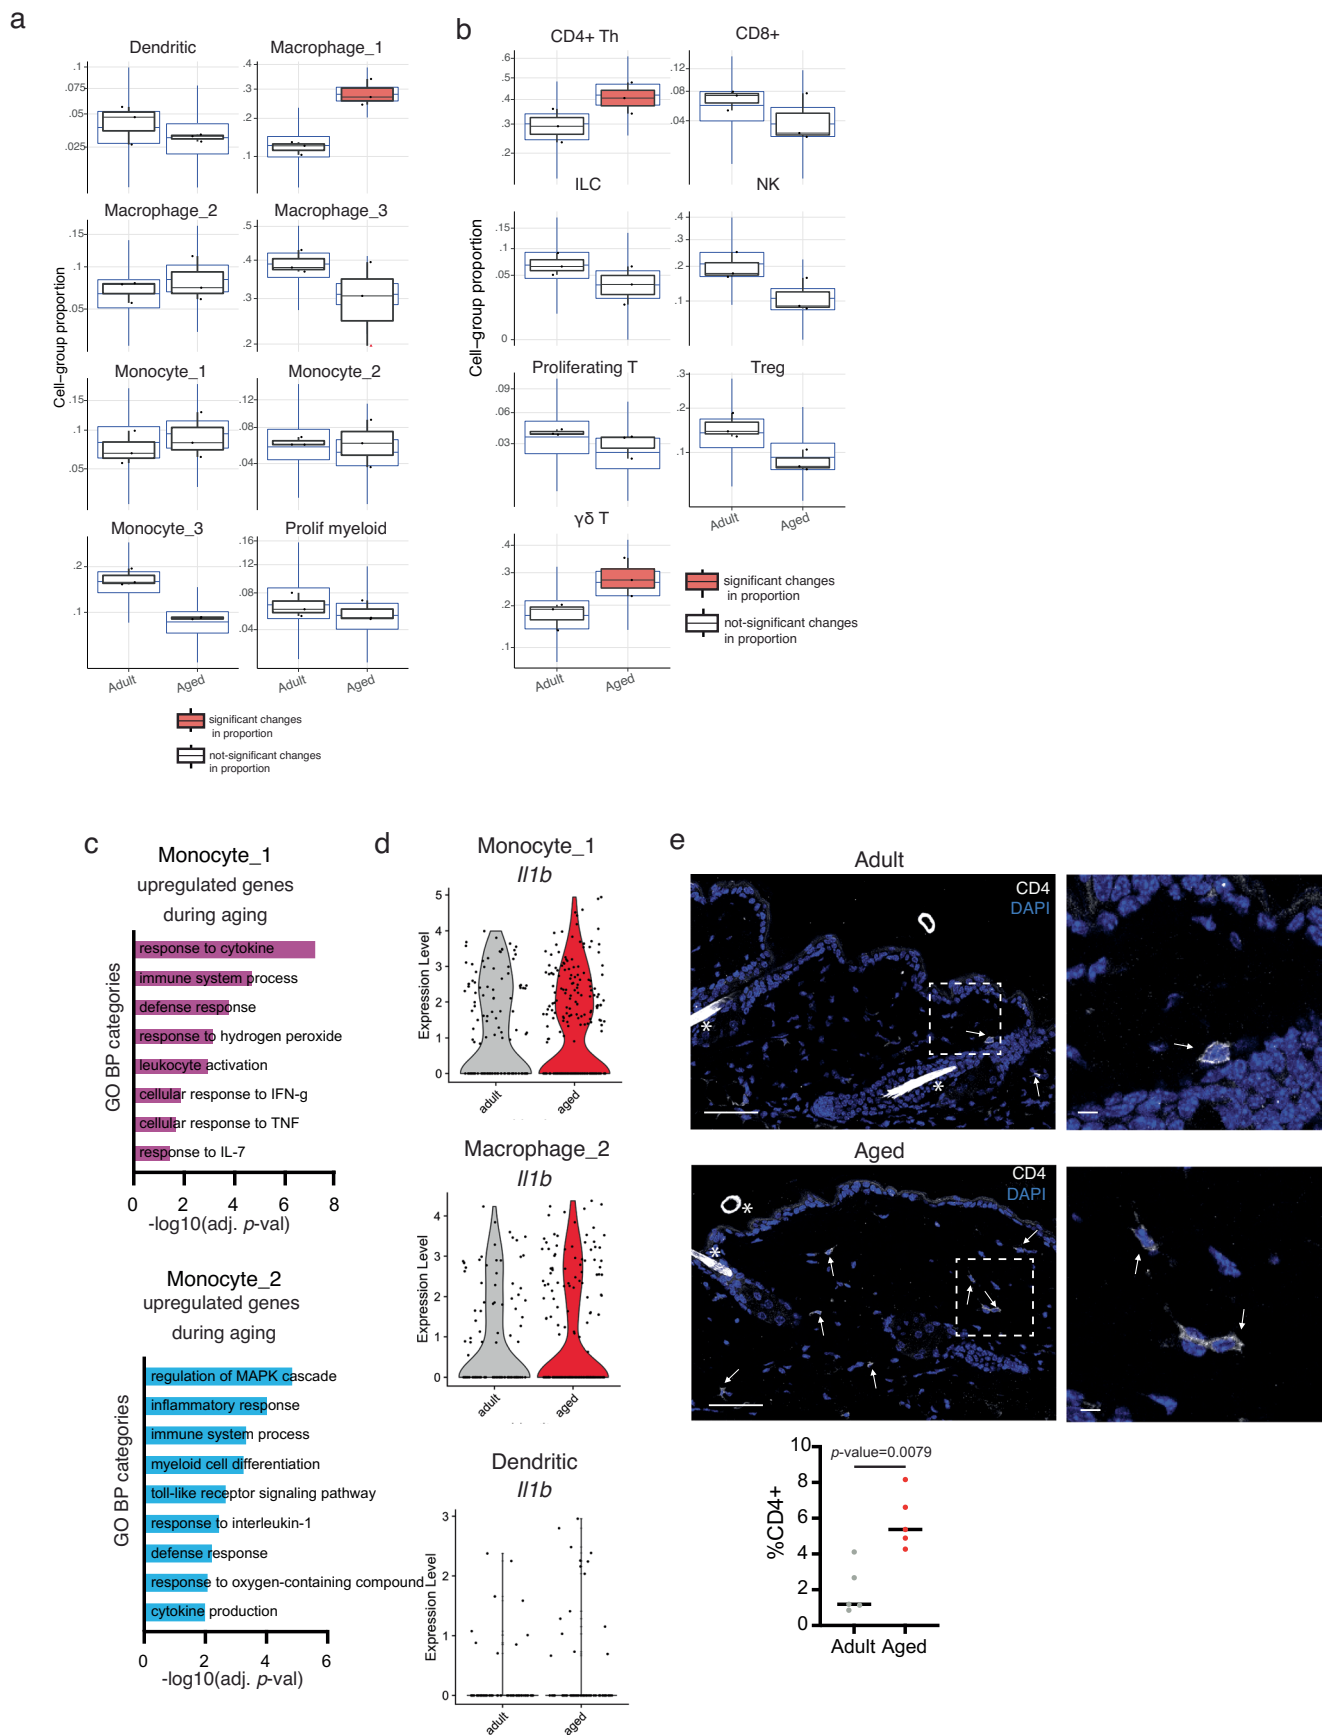 a
Dendritic
Macrophage_1
.1
.075
.05
.025
.4
.3
.2
.1
Macrophage_2
Macrophage_3
.15
.1
.05
.5
.4
.3
.2
Cell–group proportion
Monocyte_1
Monocyte_2
.15
.1
.05
.12
.08
.04
Monocyte_3
Prolif myeloid
.2
.1
.16
.12
.08
.04
Adult
Aged
Adult
Aged
significant changes
in proportion
not-significant changes
in proportion
b
CD4+ Th
CD8+
.6
.5
.4
.3
.2
.12
.08
.04
ILC
NK
.15
.1
.05
0
.4
.3
.2
.1
Cell–group proportion
Proliferating T
Treg
.09
.06
.03
.3
.2
.1
Adult
Aged
γδ T
.4
.3
.2
.1
Adult
Aged
significant changes
in proportion
not-significant changes
in proportion
c
Monocyte_1
upregulated genes
during aging
GO BP categories
response to cytokine
immune system process
defense response
response to hydrogen peroxide
leukocyte activation
cellular response to IFN-g
cellular response to TNF
response to IL-7
0 2 4 6 8
-log10(adj. p-val)
Monocyte_2
upregulated genes
during aging
GO BP categories
regulation of MAPK cascade
inflammatory response
immune system process
myeloid cell differentiation
toll-like receptor signaling pathway
response to interleukin-1
defense response
response to oxygen-containing compound
cytokine production
0 2 4 6
-log10(adj. p-val)
d
Monocyte_1
Il1b
Expression Level
5
4
3
2
1
0
adult
aged
Macrophage_2
Il1b
Expression Level
4
3
2
1
0
adult
aged
Dendritic
Il1b
Expression Level
3
2
1
0
adult
aged
e
Adult
CD4
DAPI
*
*
Aged
CD4
DAPI
*
*
%CD4+
10
8
6
4
2
0
p-value=0.0079
Adult Aged